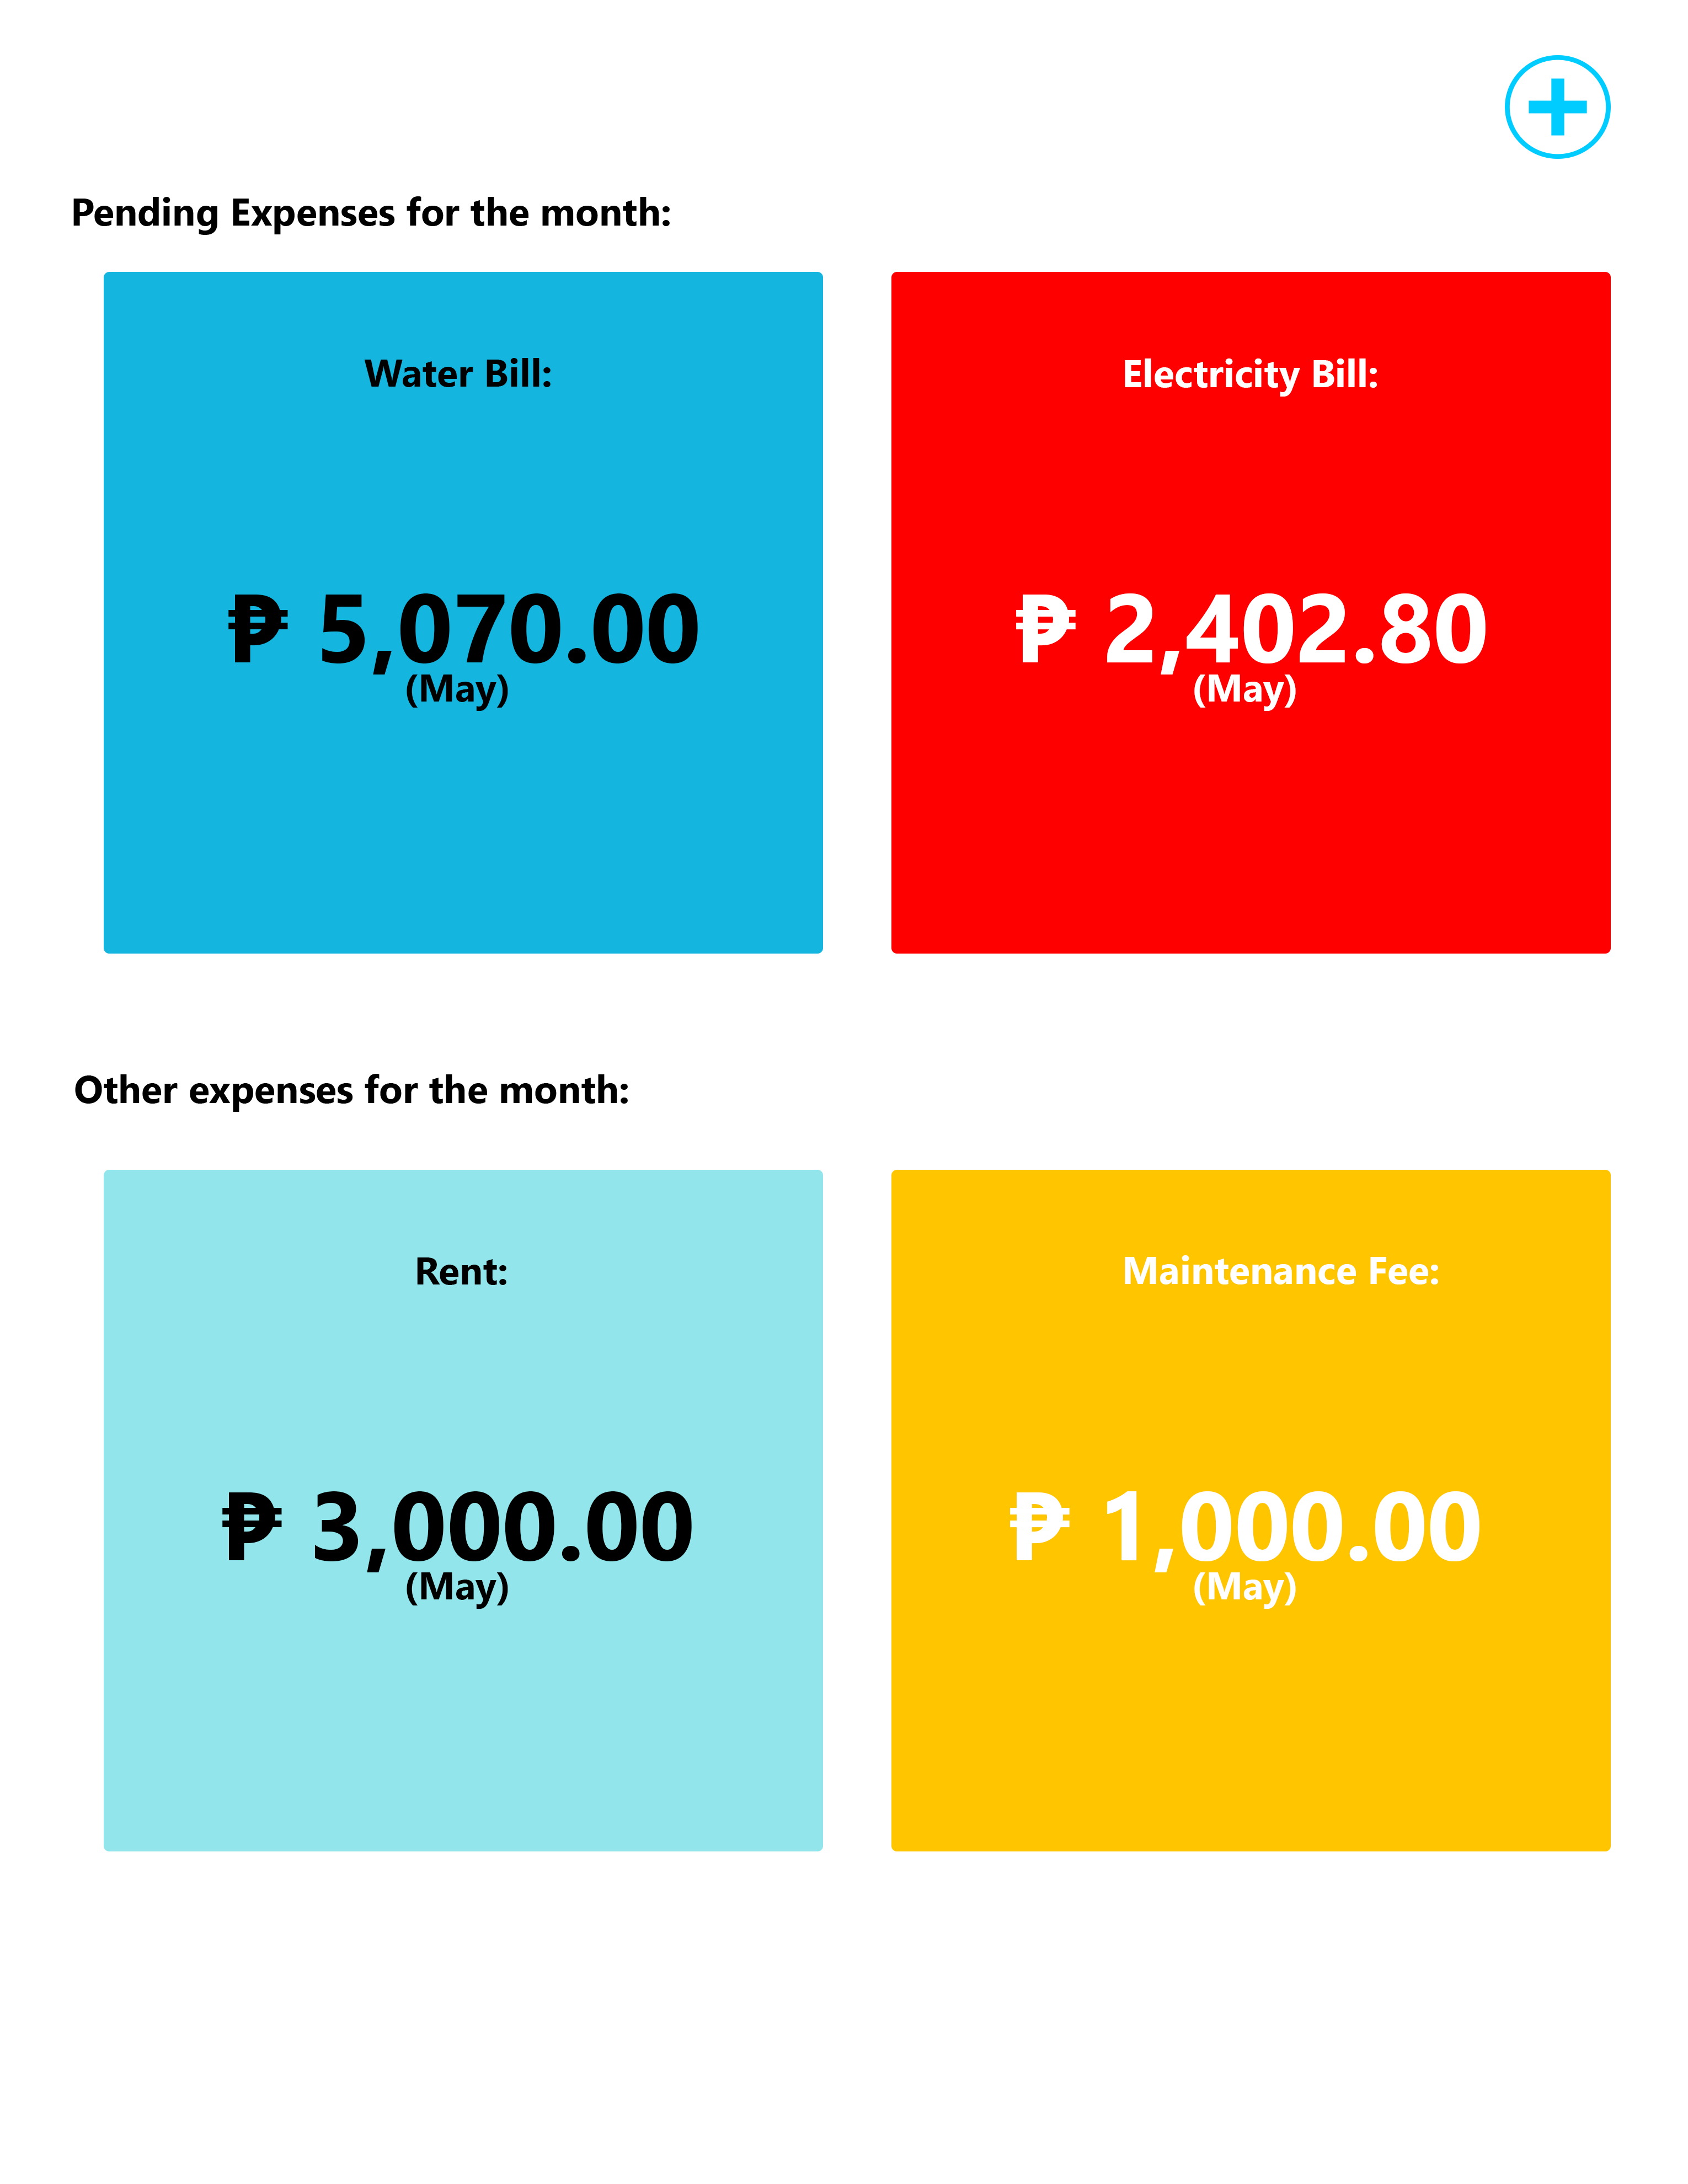 Pending Expenses for the month:
Water Bill:
₱ 5,070.00
(May)
Electricity Bill:
₱ 2,402.80
(May)
Other expenses for the month:
Rent:
₱ 3,000.00
(May)
Maintenance Fee:
₱ 1,000.00
(May)